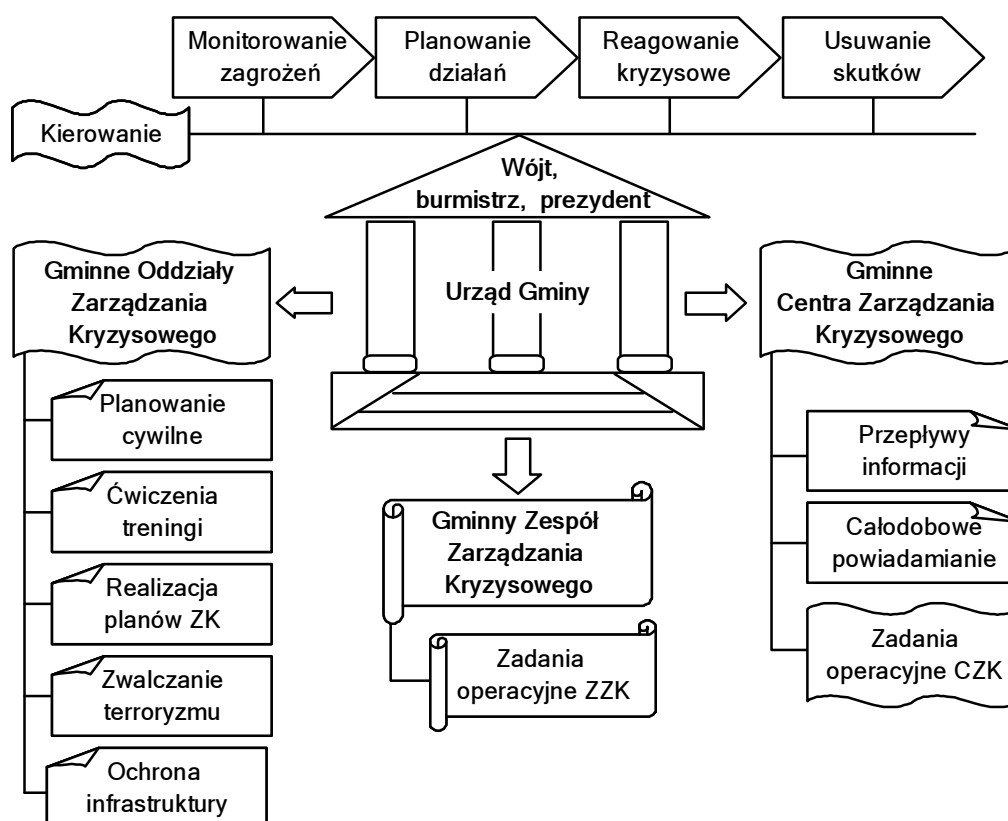 Monitorowanie
zagrożeń
Planowanie
działań
Reagowanie
kryzysowe
Usuwanie
skutków
Kierowanie
Wójt,
burmistrz, prezydent
Urząd Gminy
Gminne Oddziały
Zarządzania
Kryzysowego
Planowanie
cywilne
Ćwiczenia
treningi
Realizacja
planów ZK
Zwalczanie
terroryzmu
Ochrona
infrastruktury
Gminny Zespół
Zarządzania
Kryzysowego
Zadania
operacyjne ZZK
Gminne
Centra Zarządzania
Kryzysowego
Przepływy
informacji
Całodobowe
powiadamianie
Zadania
operacyjne CZK